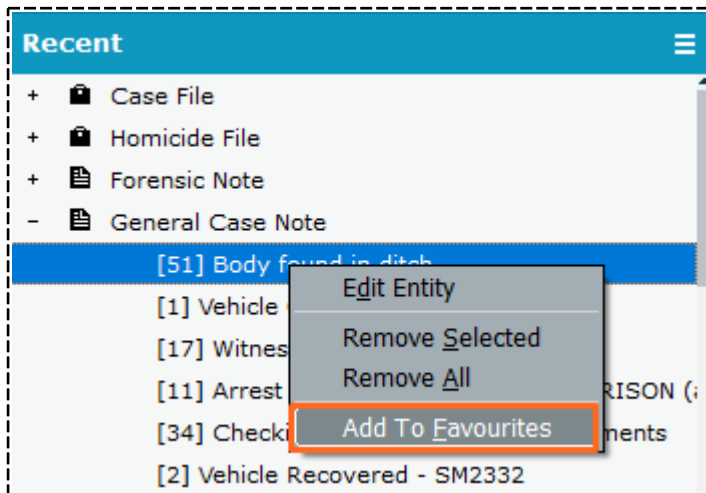 Recent
+ Case File
+ Homicide File
+ Forensic Note
- General Case Note
[51] Body found in ditch
Edit Entity
[1] Vehicle
Remove Selected
[17] Witnes
Remove All
[11] Arrest RISON (
Add To Favourites
[34] Checki ments
[2] Vehicle Recovered - SM2332